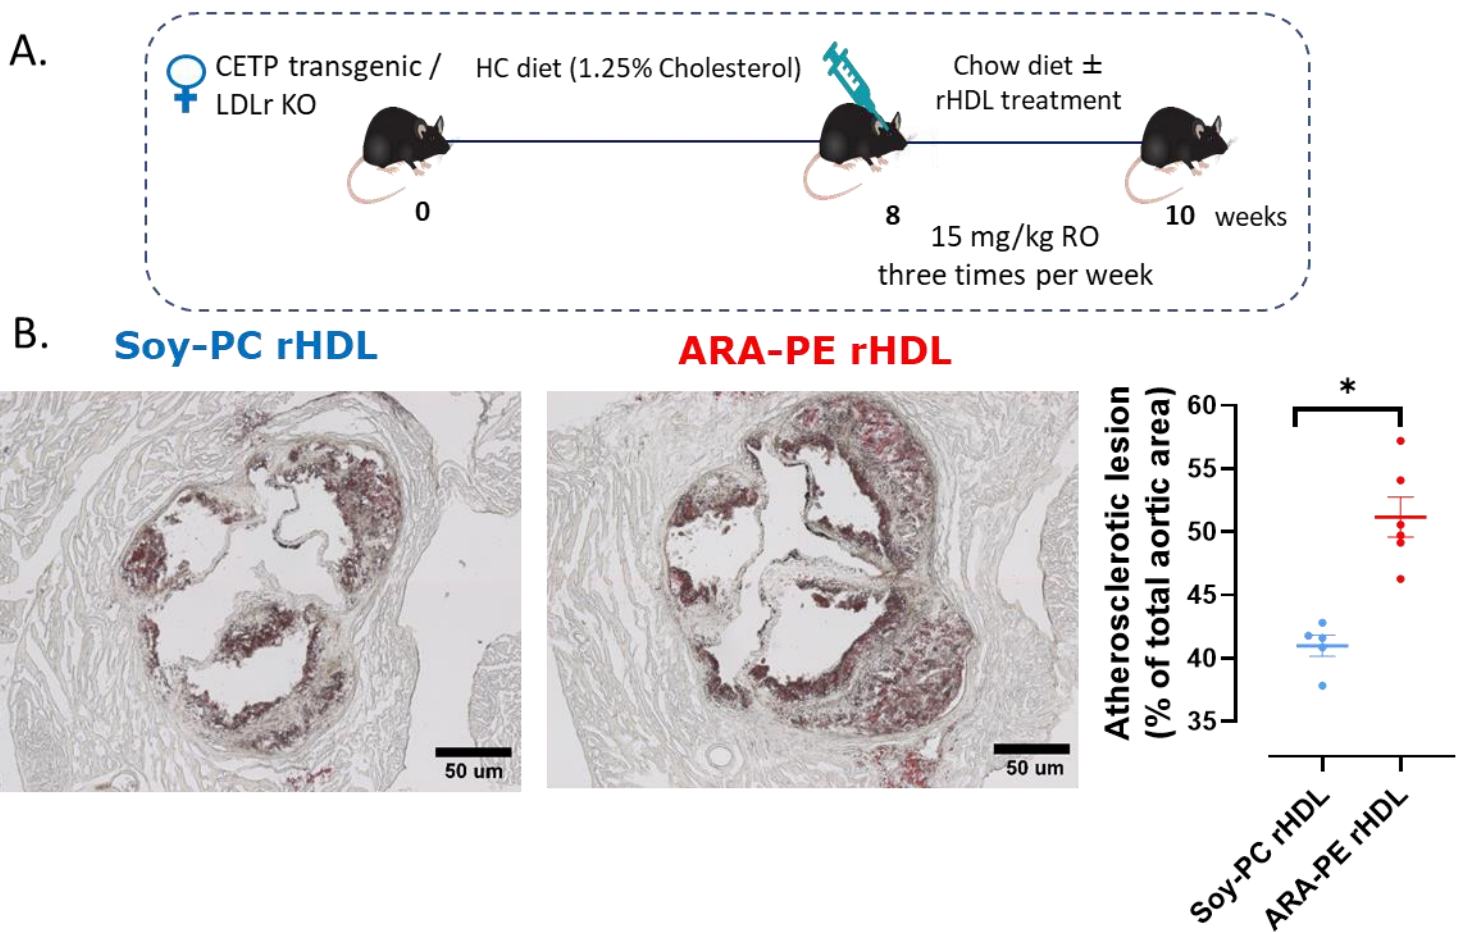 A.
CETP transgenic /
LDLr KO
HC diet (1.25% Cholesterol)
Chow diet ±
rHDL treatment
0
8
10 weeks
15 mg/kg RO
three times per week
B.
Soy-PC rHDL
ARA-PE rHDL
50 um
50 um
Atherosclerotic lesion
(% of total aortic area)
*
60
55
50
45
40
35
Soy-PC rHDL
ARA-PE rHDL